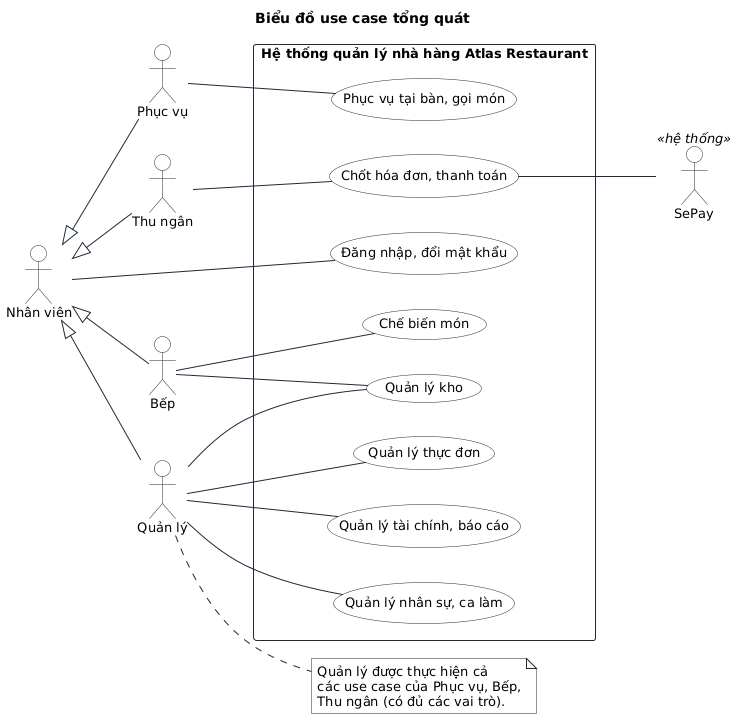 Biểu đồ use case tổng quát
Hệ thống quản lý nhà hàng Atlas Restaurant
Phục vụ
Phục vụ tại bàn, gọi món
«hệ thống»
Thu ngân
Chốt hóa đơn, thanh toán
SePay
Nhân viên
Đăng nhập, đổi mật khẩu
Bếp
Chế biến món
Quản lý kho
Quản lý thực đơn
Quản lý
Quản lý tài chính, báo cáo
Quản lý nhân sự, ca làm
Quản lý được thực hiện cả
các use case của Phục vụ, Bếp,
Thu ngân (có đủ các vai trò).